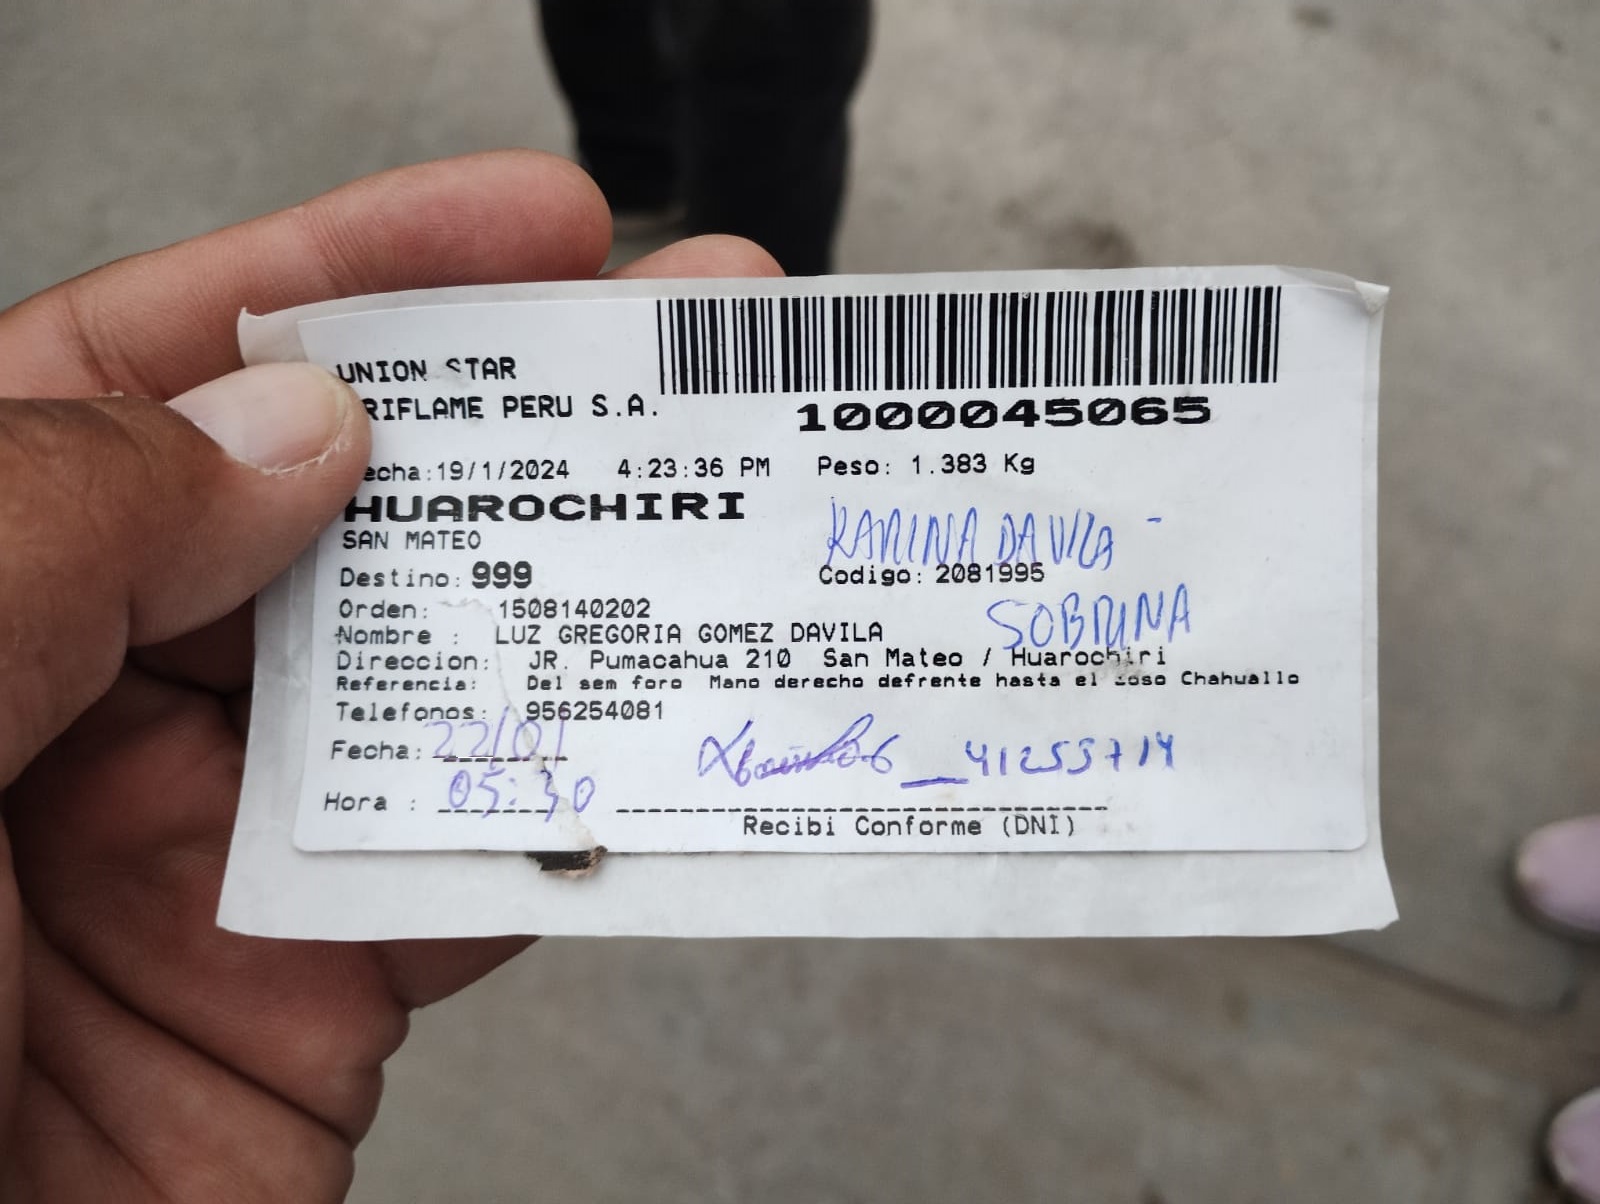 UNION STAR
RIFLAME PERU S.A.
1000045065
echa:19/1/2024 4:23:36 PM Peso: 1.383 Kg
HUAROCHIRI
SAN MATEO
KARINA DAVILA -
Destino: 999 Codigo: 2081995
Orden: 1508140202
SOBRINA
Nombre : LUZ GREGORIA GOMEZ DAVILA
Direccion: JR. Pumacahua 210 San Mateo / Huarochiri
Referencia: Del sem foro Mano derecho defrente hasta el Chahuallo
Telefonos: 956254081
Fecha: 22/01
41255714
Hora : 05:30
Recibi Conforme (DNI)